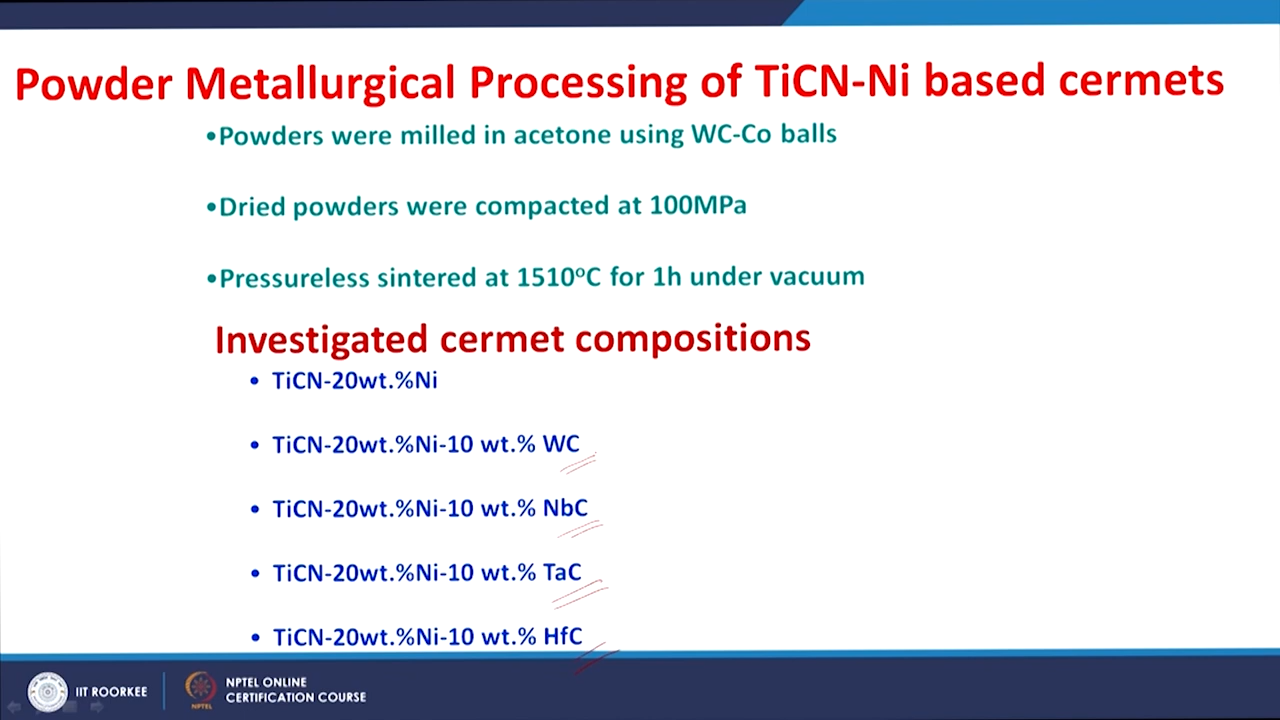 Powder Metallurgical Processing of TiCN-Ni based cermets
•Powders were milled in acetone using WC-Co balls
•Dried powders were compacted at 100MPa
•Pressureless sintered at 1510ºC for 1h under vacuum
Investigated cermet compositions
• TiCN-20wt.%Ni
• TiCN-20wt.%Ni-10 wt.% WC
• TiCN-20wt.%Ni-10 wt.% NbC
• TiCN-20wt.%Ni-10 wt.% TaC
• TiCN-20wt.%Ni-10 wt.% HfC
IIT ROORKEE
NPTEL
NPTEL ONLINE
CERTIFICATION COURSE